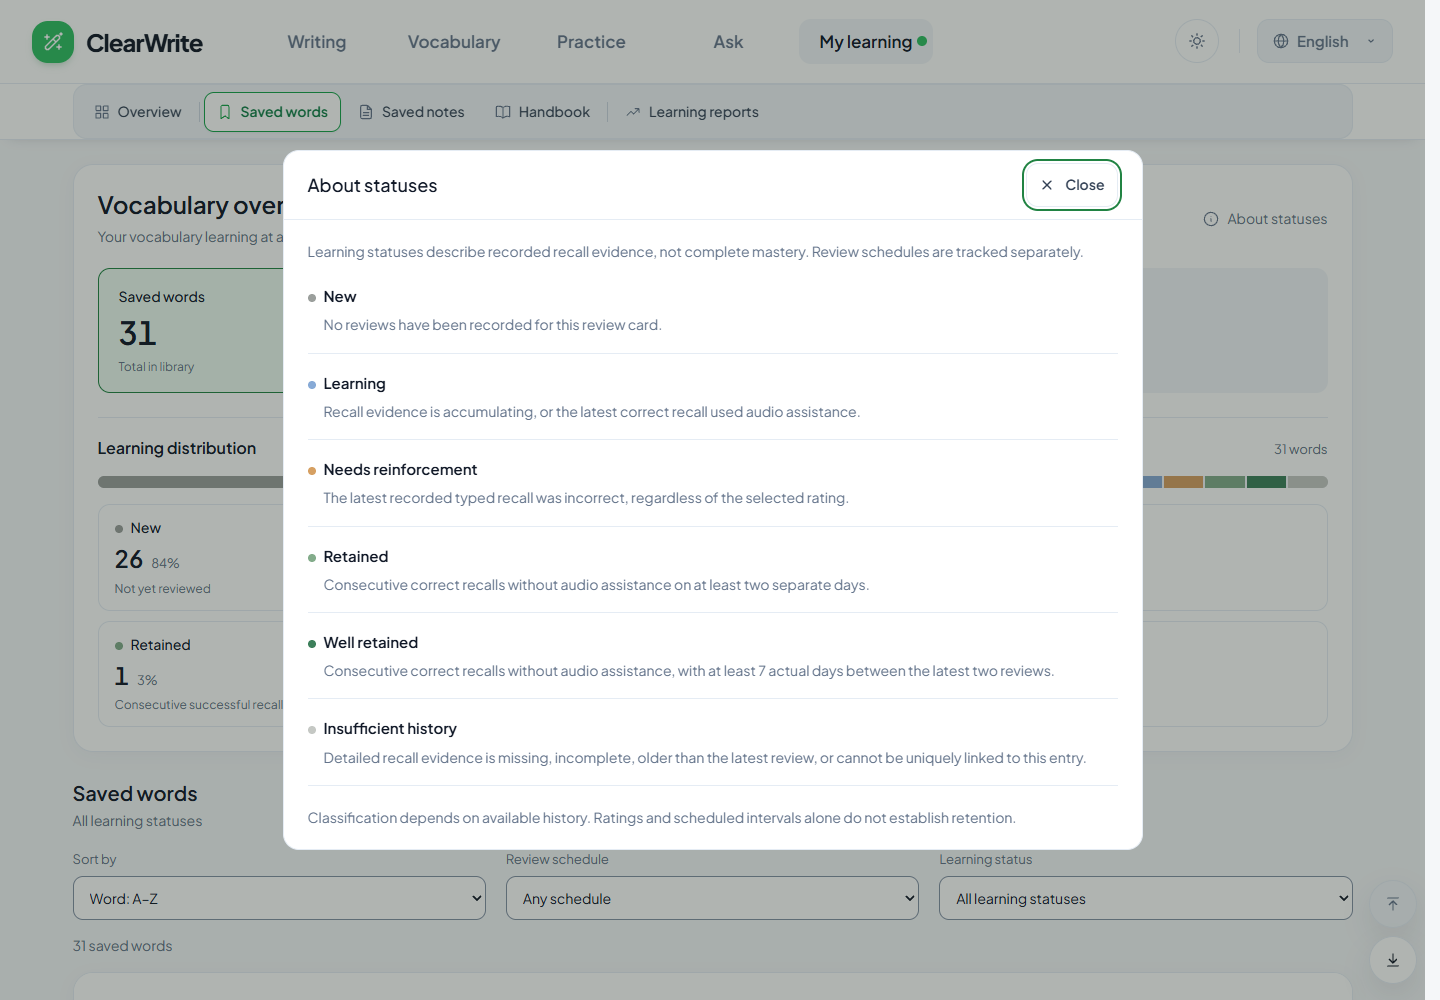 ClearWrite
Writing
Vocabulary
Practice
Ask
My learning
English
Overview
Saved words
Saved notes
Handbook
Learning reports
About statuses
Close
Vocabulary over
Your vocabulary learning at a
About statuses
Learning statuses describe recorded recall evidence, not complete mastery. Review schedules are tracked separately.
Saved words
31
Total in library
New
No reviews have been recorded for this review card.
Learning
Recall evidence is accumulating, or the latest correct recall used audio assistance.
Learning distribution
31 words
Needs reinforcement
The latest recorded typed recall was incorrect, regardless of the selected rating.
New
26 84%
Not yet reviewed
Retained
Consecutive correct recalls without audio assistance on at least two separate days.
Retained
1 3%
Consecutive successful recall
Well retained
Consecutive correct recalls without audio assistance, with at least 7 actual days between the latest two reviews.
Insufficient history
Detailed recall evidence is missing, incomplete, older than the latest review, or cannot be uniquely linked to this entry.
Classification depends on available history. Ratings and scheduled intervals alone do not establish retention.
Saved words
All learning statuses
Sort by
Review schedule
Learning status
Word: A–Z
Any schedule
All learning statuses
31 saved words